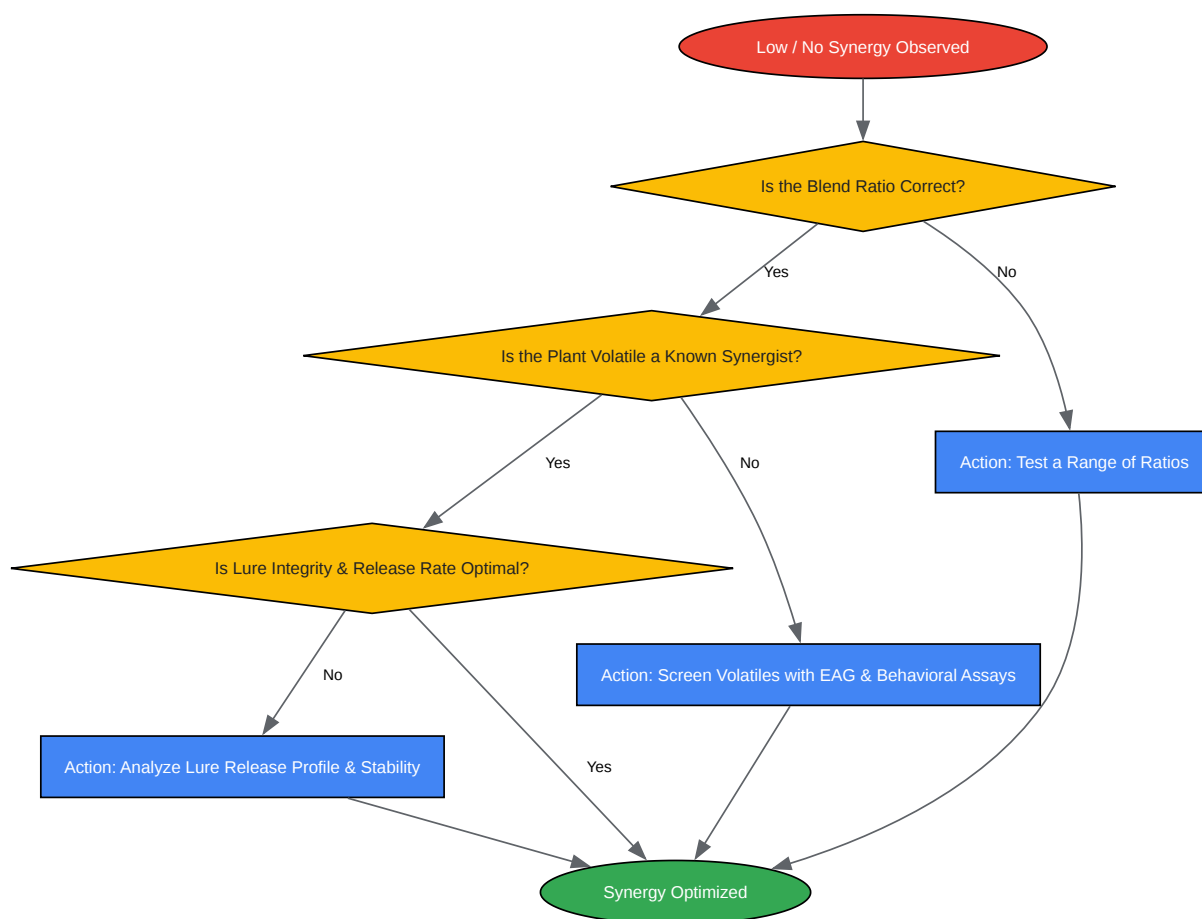 Low / No Synergy Observed
Is the Blend Ratio Correct?
Yes
No
Is the Plant Volatile a Known Synergist?
Action: Test a Range of Ratios
Yes
No
Is Lure Integrity & Release Rate Optimal?
No
Action: Screen Volatiles with EAG & Behavioral Assays
Action: Analyze Lure Release Profile & Stability
Yes
Synergy Optimized